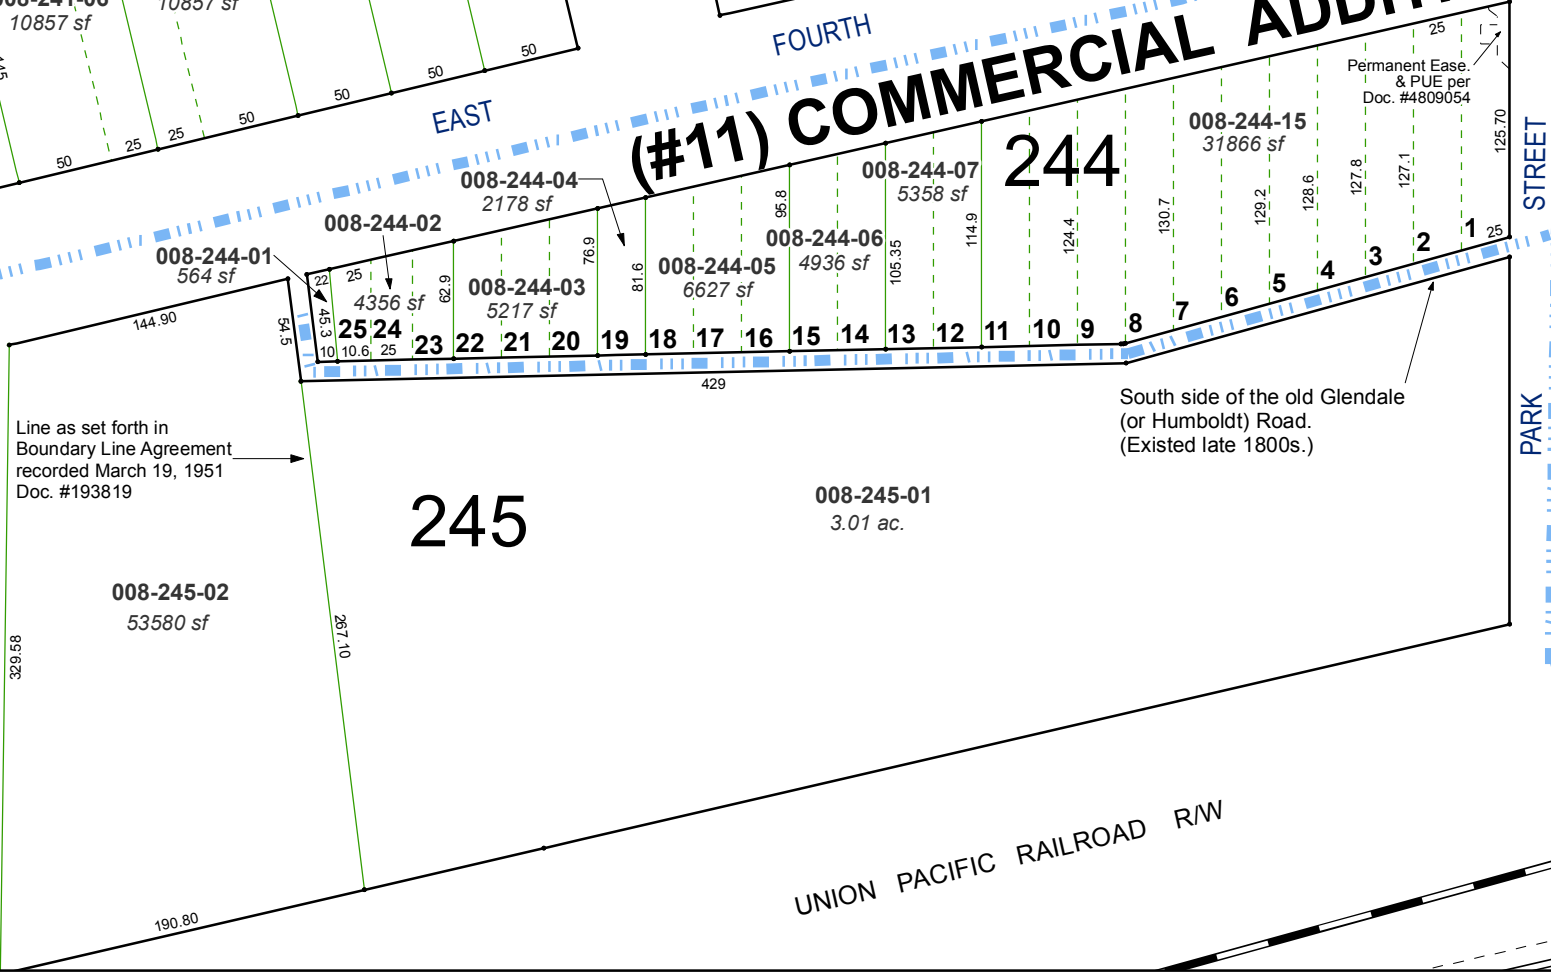 10857 sf
10857 sf
50
25
25
50
50
50
50
EAST
FOURTH
(#11) COMMERCIAL
25
Permanent Ease.
& PUE per
Doc. #4809054
125.70
STREET
PARK
244
008-244-15
31866 sf
008-244-07
5358 sf
008-244-04
2178 sf
008-244-02
4356 sf
008-244-01
564 sf
008-244-06
4936 sf
008-244-05
6627 sf
008-244-03
5217 sf
22
25
45.3
62.9
76.9
81.6
95.8
105.35
114.9
124.4
130.7
129.2
128.6
127.8
127.1
25
10
10.6
25
25
24
23
22
21
20
19
18
17
16
15
14
13
12
11
10
9
8
7
6
5
4
3
2
1
144.90
54.5
429
South side of the old Glendale
(or Humboldt) Road.
(Existed late 1800s.)
Line as set forth in
Boundary Line Agreement
recorded March 19, 1951
Doc. #193819
245
008-245-01
3.01 ac.
008-245-02
53580 sf
329.58
267.10
190.80
UNION PACIFIC RAILROAD R/W